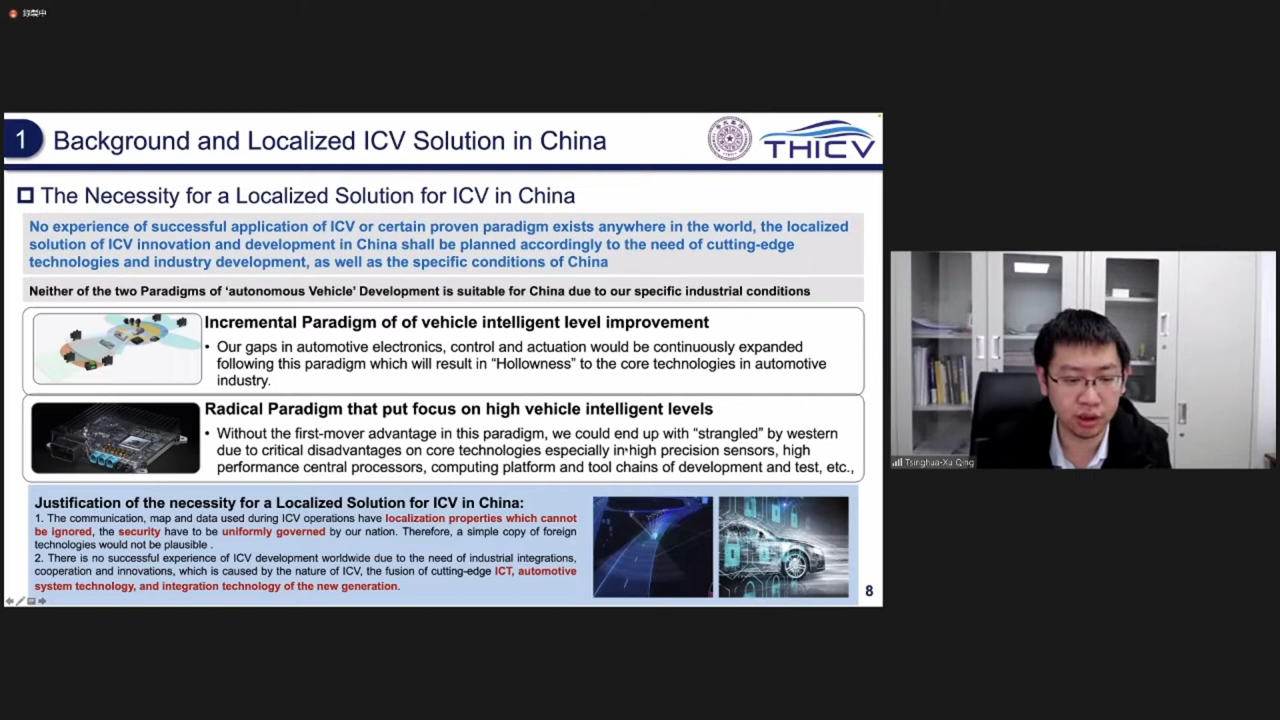 錄製中
1
Background and Localized ICV Solution in China
THICV
The Necessity for a Localized Solution for ICV in China
No experience of successful application of ICV or certain proven paradigm exists anywhere in the world, the localized
solution of ICV innovation and development in China shall be planned accordingly to the need of cutting-edge
technologies and industry development, as well as the specific conditions of China
Neither of the two Paradigms of ‘autonomous Vehicle’ Development is suitable for China due to our specific industrial conditions
Incremental Paradigm of of vehicle intelligent level improvement
• Our gaps in automotive electronics, control and actuation would be continuously expanded
following this paradigm which will result in “Hollowness” to the core technologies in automotive
industry.
Radical Paradigm that put focus on high vehicle intelligent levels
• Without the first-mover advantage in this paradigm, we could end up with “strangled” by western
due to critical disadvantages on core technologies especially in high precision sensors, high
performance central processors, computing platform and tool chains of development and test, etc.,
Justification of the necessity for a Localized Solution for ICV in China:
1. The communication, map and data used during ICV operations have localization properties which cannot
be ignored, the security have to be uniformly governed by our nation. Therefore, a simple copy of foreign
technologies would not be plausible .
2. There is no successful experience of ICV development worldwide due to the need of industrial integrations,
cooperation and innovations, which is caused by the nature of ICV, the fusion of cutting-edge ICT, automotive
system technology, and integration technology of the new generation.
8
Tsinghua-Xu Qing